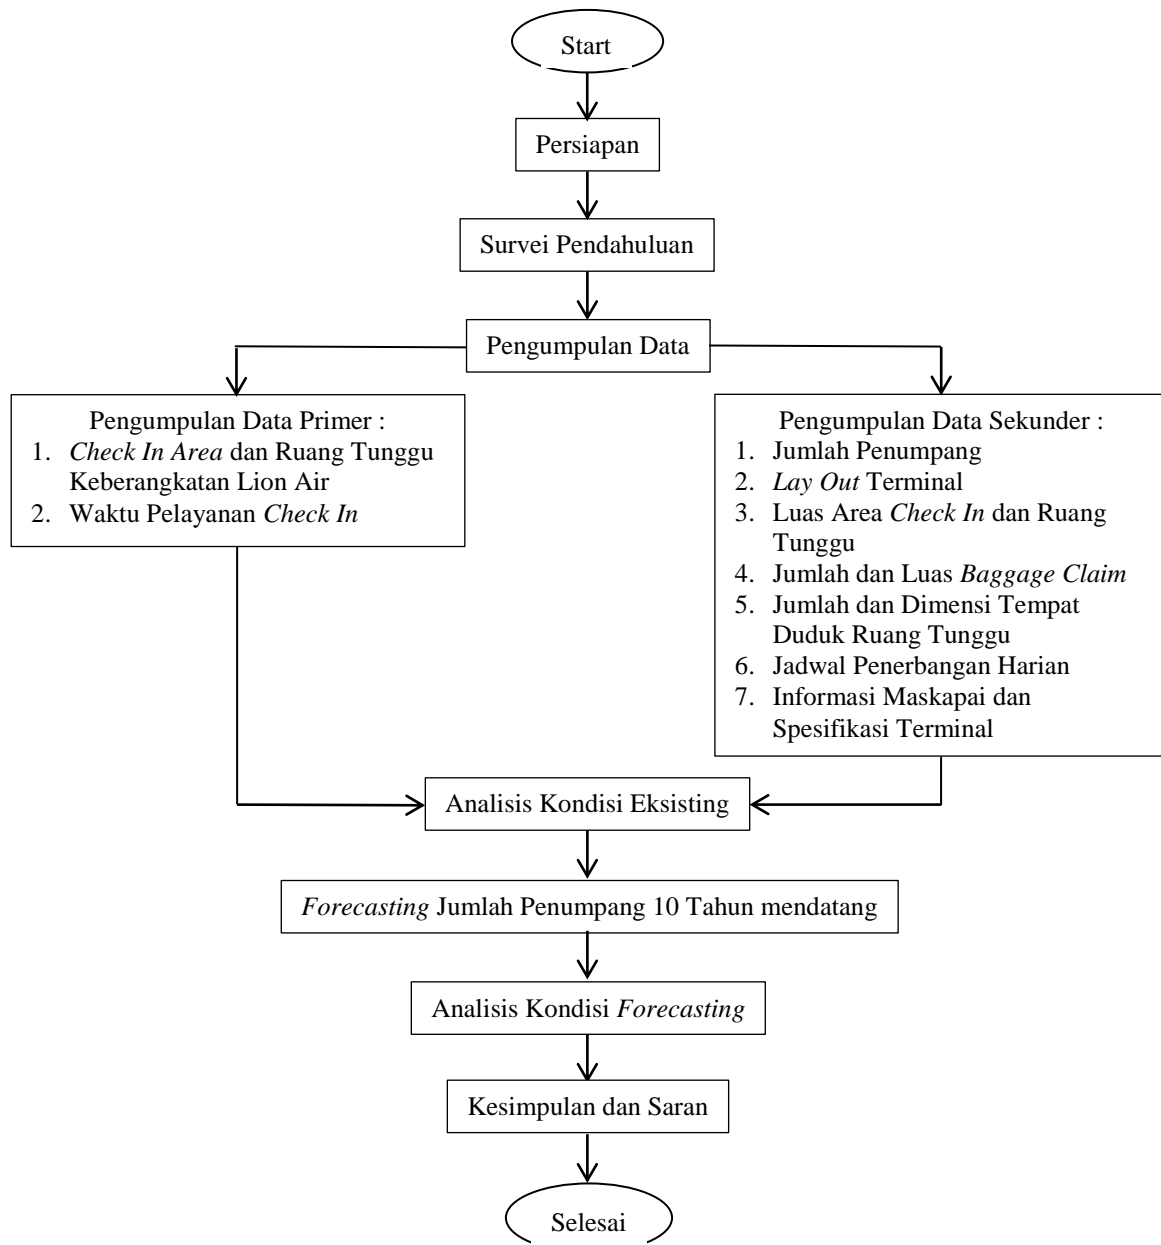 Start
Persiapan
Survei Pendahuluan
Pengumpulan Data
Pengumpulan Data Primer :
1. Check In Area dan Ruang Tunggu
Keberangkatan Lion Air
2. Waktu Pelayanan Check In
Pengumpulan Data Sekunder :
1. Jumlah Penumpang
2. Lay Out Terminal
3. Luas Area Check In dan Ruang
Tunggu
4. Jumlah dan Luas Baggage Claim
5. Jumlah dan Dimensi Tempat
Duduk Ruang Tunggu
6. Jadwal Penerbangan Harian
7. Informasi Maskapai dan
Spesifikasi Terminal
Analisis Kondisi Eksisting
Forecasting Jumlah Penumpang 10 Tahun mendatang
Analisis Kondisi Forecasting
Kesimpulan dan Saran
Selesai